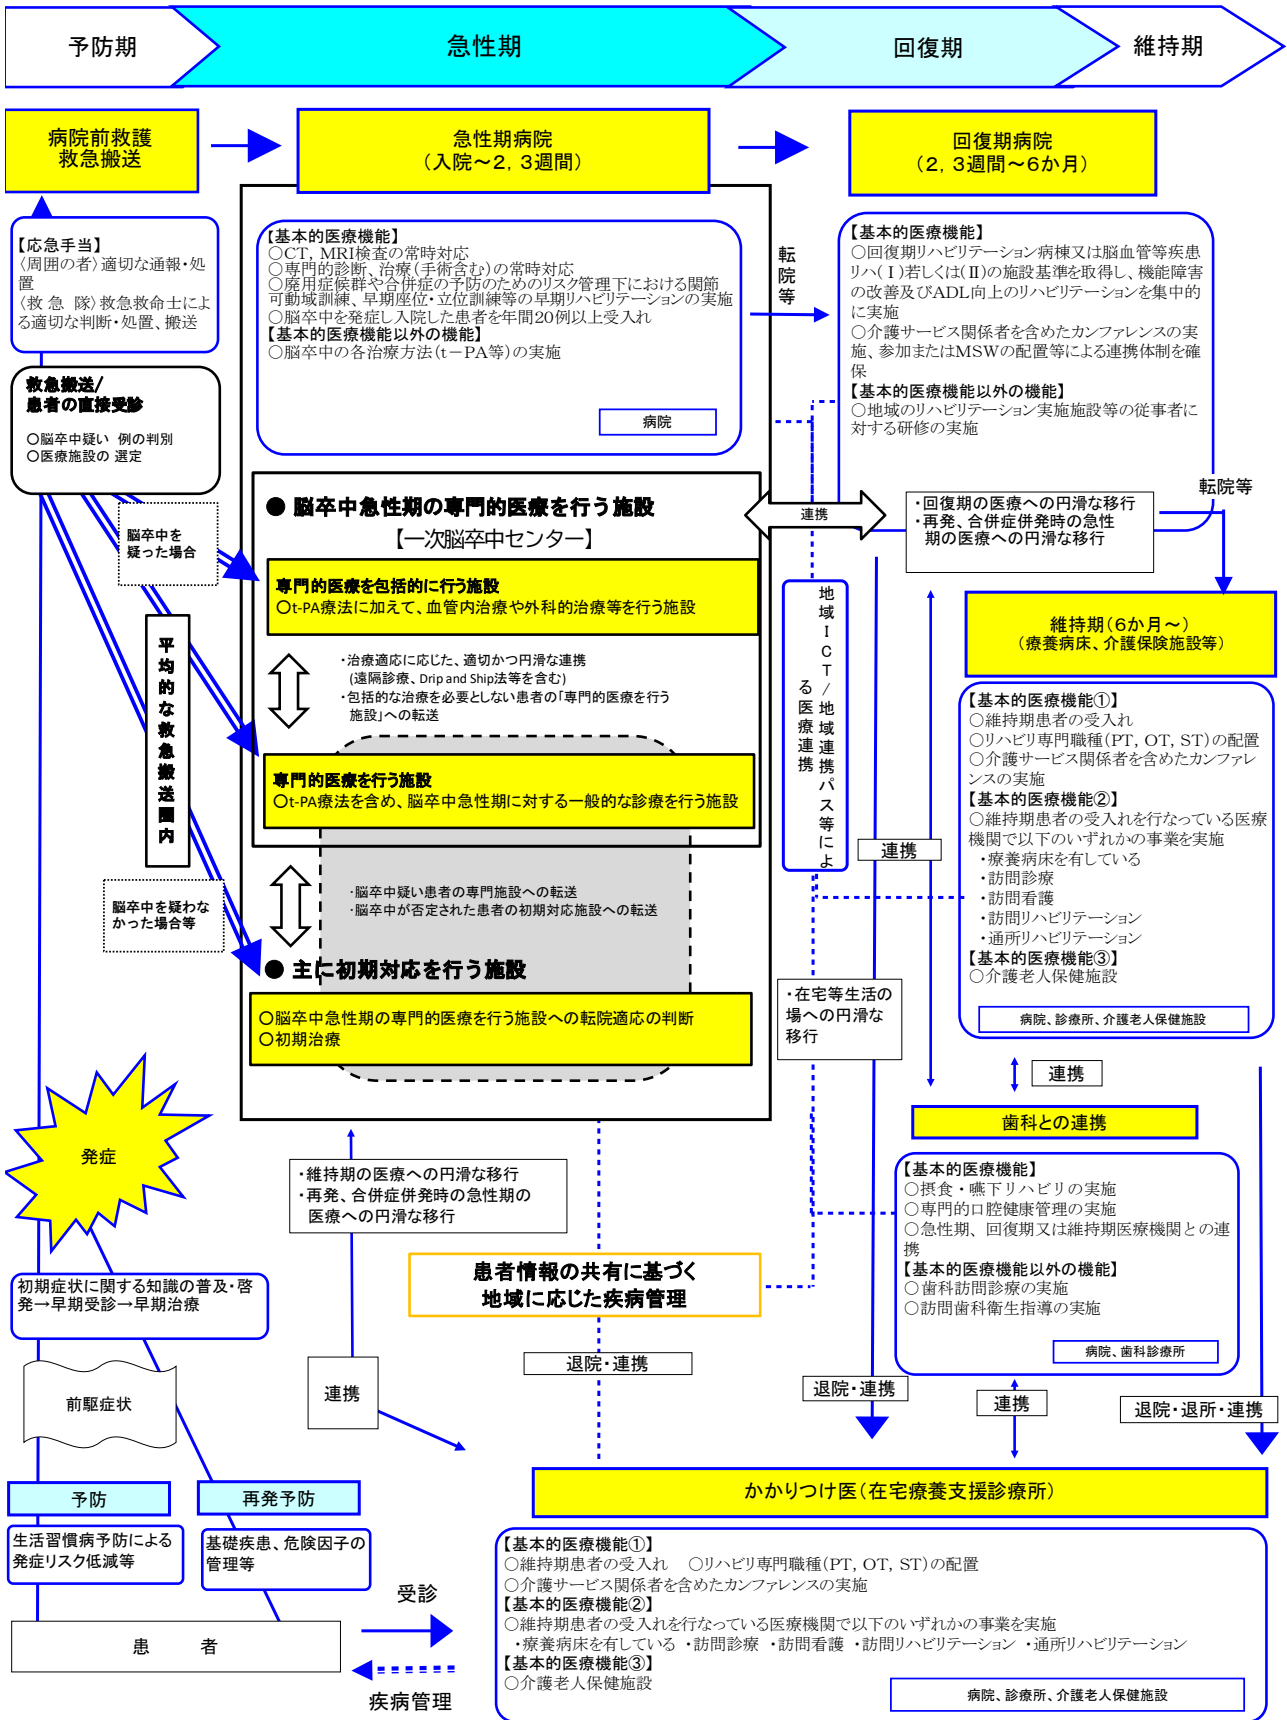 予防期
急性期
回復期
維持期
病院前救護
救急搬送
急性期病院
(入院～2, 3週間)
回復期病院
(2, 3週間～6か月)
【応急手当】
〈周囲の者〉適切な通報・処
置
〈救 急 隊〉救急救命士によ
る適切な判断・処置、搬送
【基本的医療機能】
○CT, MRI検査の常時対応
○専門的診断、治療(手術含む)の常時対応
○廃用症候群や合併症の予防のためのリスク管理下における関節
可動域訓練、早期座位・立位訓練等の早期リハビリテーションの実施
○脳卒中を発症し入院した患者を年間20例以上受入れ
【基本的医療機能以外の機能】
○脳卒中の各治療方法(t－PA等)の実施
病院
転院等
【基本的医療機能】
○回復期リハビリテーション病棟又は脳血管等疾患
リハ(Ⅰ)若しくは(Ⅱ)の施設基準を取得し、機能障害
の改善及びADL向上のリハビリテーションを集中的
に実施
○介護サービス関係者を含めたカンファレンスの実
施、参加またはMSWの配置等による連携体制を確
保
【基本的医療機能以外の機能】
○地域のリハビリテーション実施施設等の従事者に
対する研修の実施
救急搬送/
患者の直接受診
○脳卒中疑い 例の判別
○医療施設の 選定
脳卒中を
疑った場合
平均的な救急搬送圏内
脳卒中を疑わな
かった場合等
● 脳卒中急性期の専門的医療を行う施設
【一次脳卒中センター】
専門的医療を包括的に行う施設
○t-PA療法に加えて、血管内治療や外科的治療等を行う施設
・治療適応に応じた、適切かつ円滑な連携
(遠隔診療、Drip and Ship法等を含む)
・包括的な治療を必要としない患者の「専門的医療を行う
施設」への転送
専門的医療を行う施設
○t-PA療法を含め、脳卒中急性期に対する一般的な診療を行う施設
・脳卒中疑い患者の専門施設への転送
・脳卒中が否定された患者の初期対応施設への転送
● 主に初期対応を行う施設
○脳卒中急性期の専門的医療を行う施設への転院適応の判断
○初期治療
連携
・回復期の医療への円滑な移行
・再発、合併症併発時の急性
期の医療への円滑な移行
転院等
地域ICT/地域連携パス等によ
る医療連携
連携
維持期(6か月～)
(療養病床、介護保険施設等)
【基本的医療機能①】
○維持期患者の受入れ
○リハビリ専門職種(PT, OT, ST)の配置
○介護サービス関係者を含めたカンファレ
ンスの実施
【基本的医療機能②】
○維持期患者の受入れを行なっている医療
機関で以下のいずれかの事業を実施
・療養病床を有している
・訪問診療
・訪問看護
・訪問リハビリテーション
・通所リハビリテーション
【基本的医療機能③】
○介護老人保健施設
病院、診療所、介護老人保健施設
・在宅等生活の
場への円滑な
移行
連携
歯科との連携
【基本的医療機能】
○摂食・嚥下リハビリの実施
○専門的口腔健康管理の実施
○急性期、回復期又は維持期医療機関との連
携
【基本的医療機能以外の機能】
○歯科訪問診療の実施
○訪問歯科衛生指導の実施
病院、歯科診療所
発症
・維持期の医療への円滑な移行
・再発、合併症併発時の急性期の
医療への円滑な移行
患者情報の共有に基づく
地域に応じた疾病管理
初期症状に関する知識の普及・啓
発→早期受診→早期治療
前駆症状
連携
退院・連携
退院・連携
連携
退院・退所・連携
予防
再発予防
生活習慣病予防による
発症リスク低減等
基礎疾患、危険因子の
管理等
患 者
受診
疾病管理
かかりつけ医(在宅療養支援診療所)
【基本的医療機能①】
○維持期患者の受入れ ○リハビリ専門職種(PT, OT, ST)の配置
○介護サービス関係者を含めたカンファレンスの実施
【基本的医療機能②】
○維持期患者の受入れを行なっている医療機関で以下のいずれかの事業を実施
・療養病床を有している ・訪問診療 ・訪問看護 ・訪問リハビリテーション ・通所リハビリテーション
【基本的医療機能③】
○介護老人保健施設
病院、診療所、介護老人保健施設